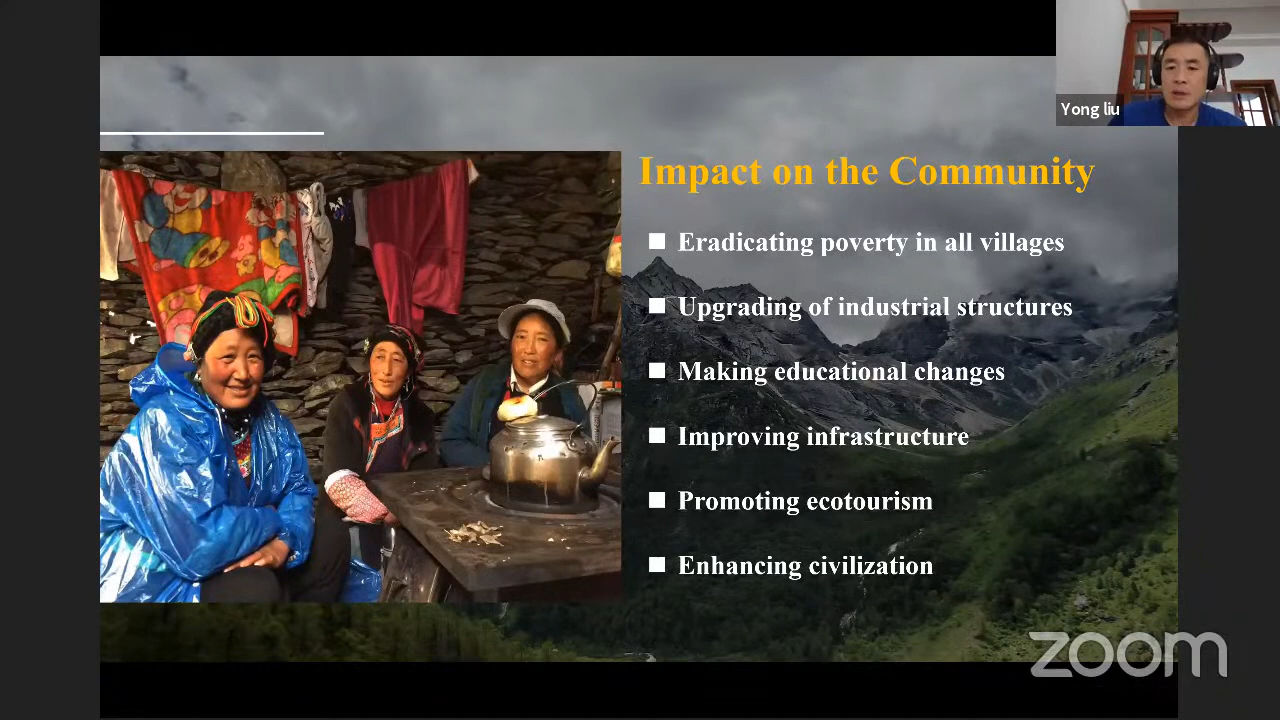 Yong liu
Impact on the Community
Eradicating poverty in all villages
Upgrading of industrial structures
Making educational changes
Improving infrastructure
Promoting ecotourism
Enhancing civilization
zoom